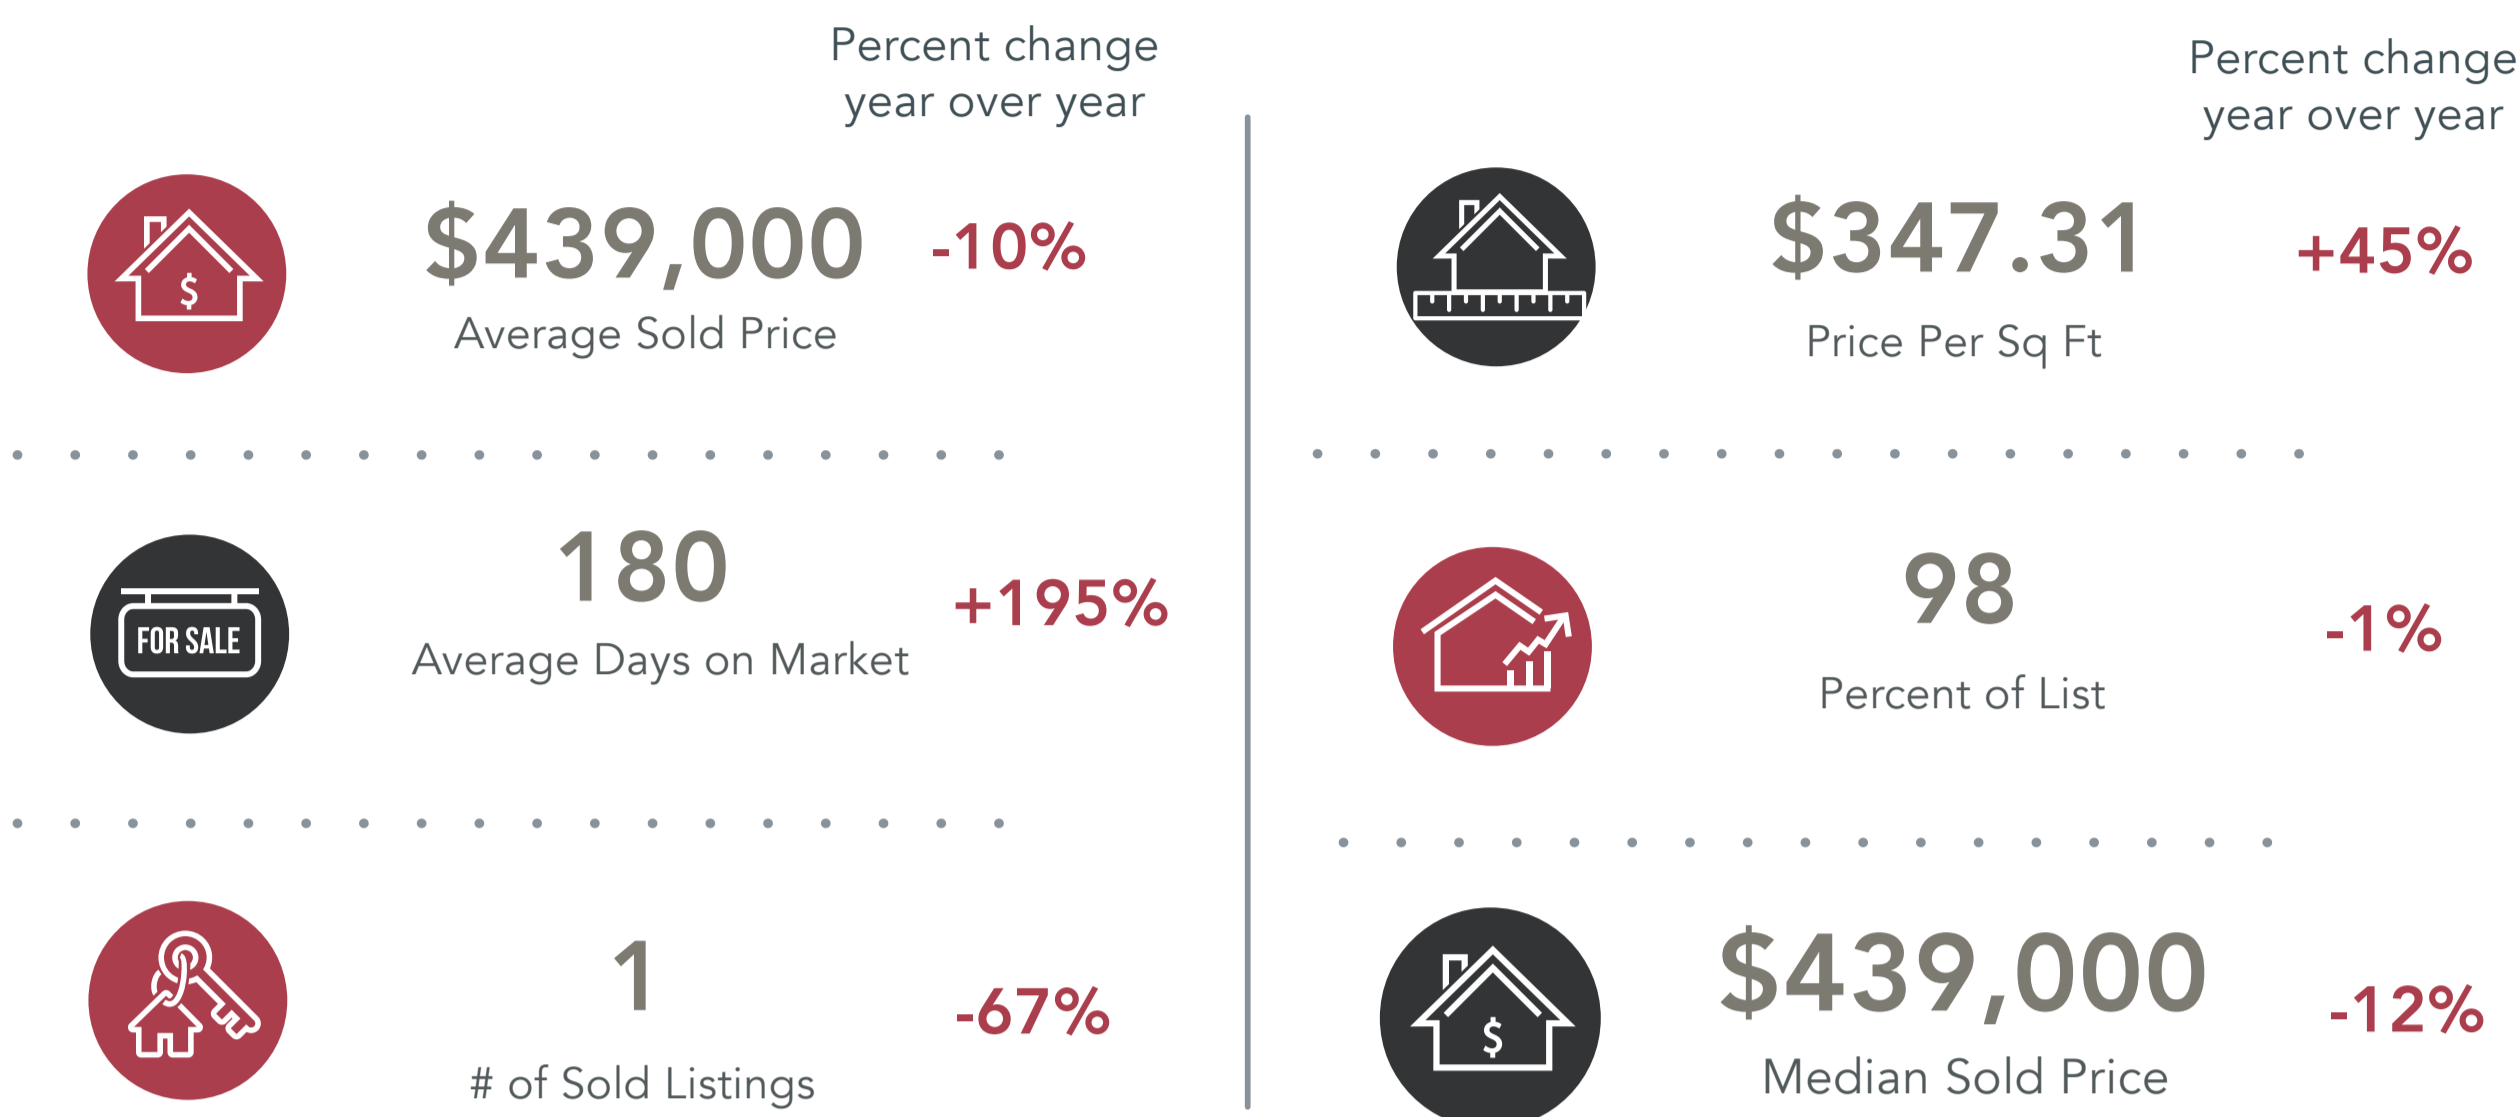 Percent change
year over year
$439,000
-10%
Average Sold Price
180
+195%
Average Days on Market
FOR SALE
1
-67%
# of Sold Listings
Percent change
year over year
$347.31
+45%
Price Per Sq Ft
98
-1%
Percent of List
$439,000
-12%
Median Sold Price
$
$